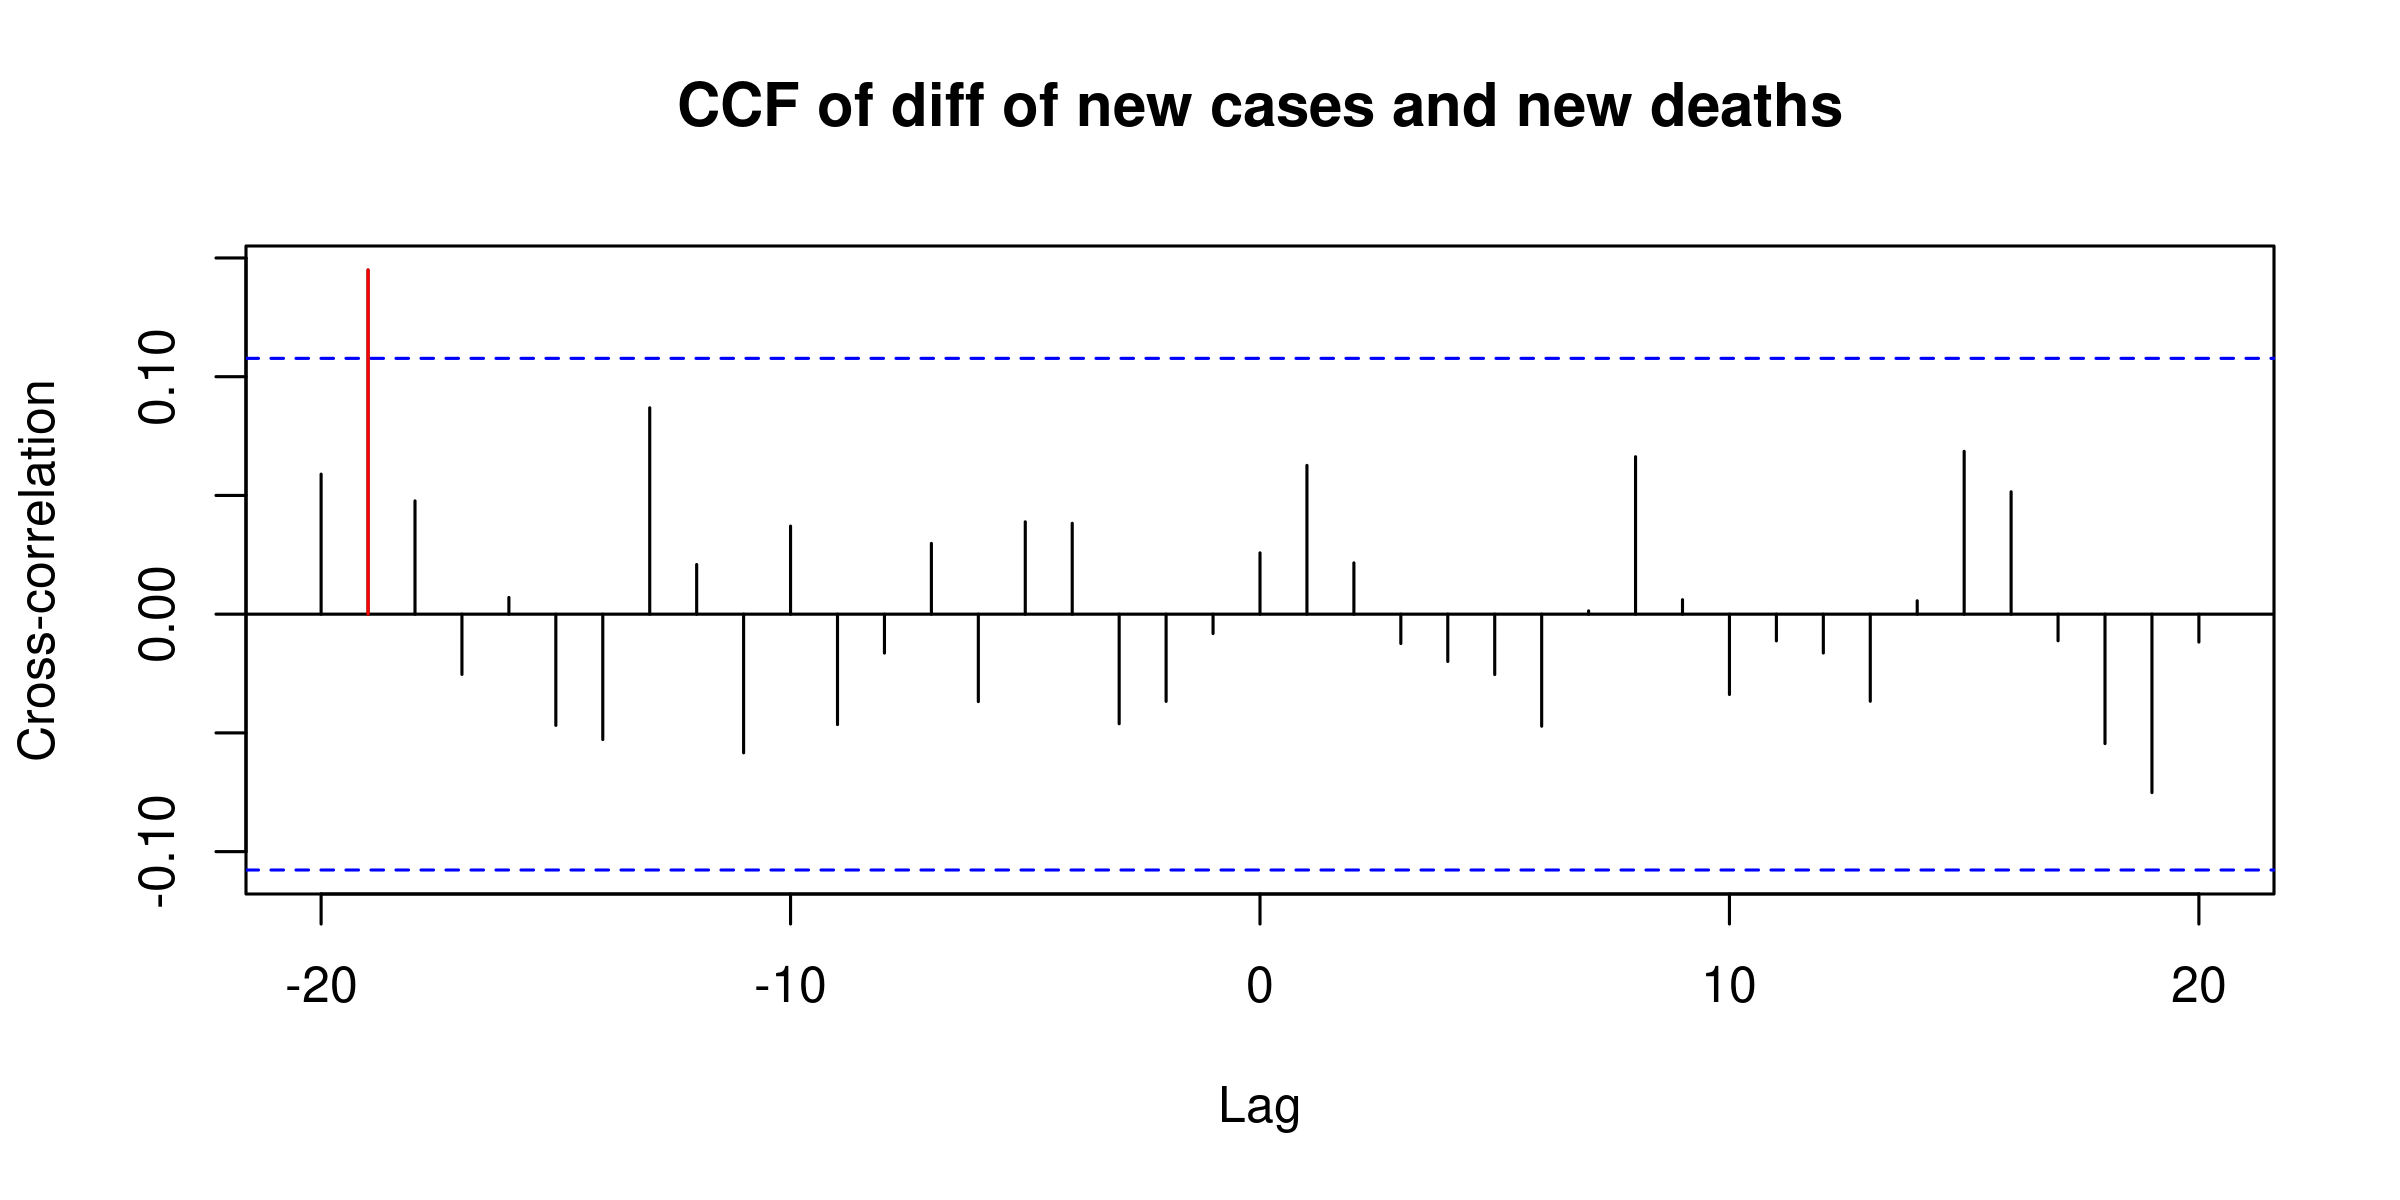 CCF of diff of new cases and new deaths
Cross-correlation
0.10
0.00
-0.10
-20 -10 0 10 20
Lag